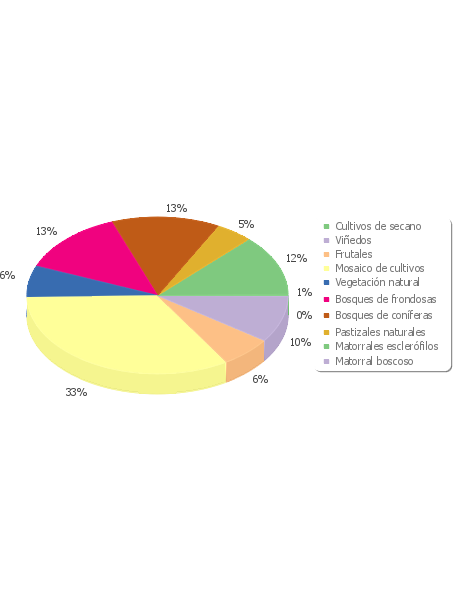 13%
5%
13%
12%
6%
1%
0%
10%
6%
33%
Cultivos de secano
Viñedos
Frutales
Mosaico de cultivos
Vegetación natural
Bosques de frondosas
Bosques de coníferas
Pastizales naturales
Matorrales esclerófilos
Matorral boscoso